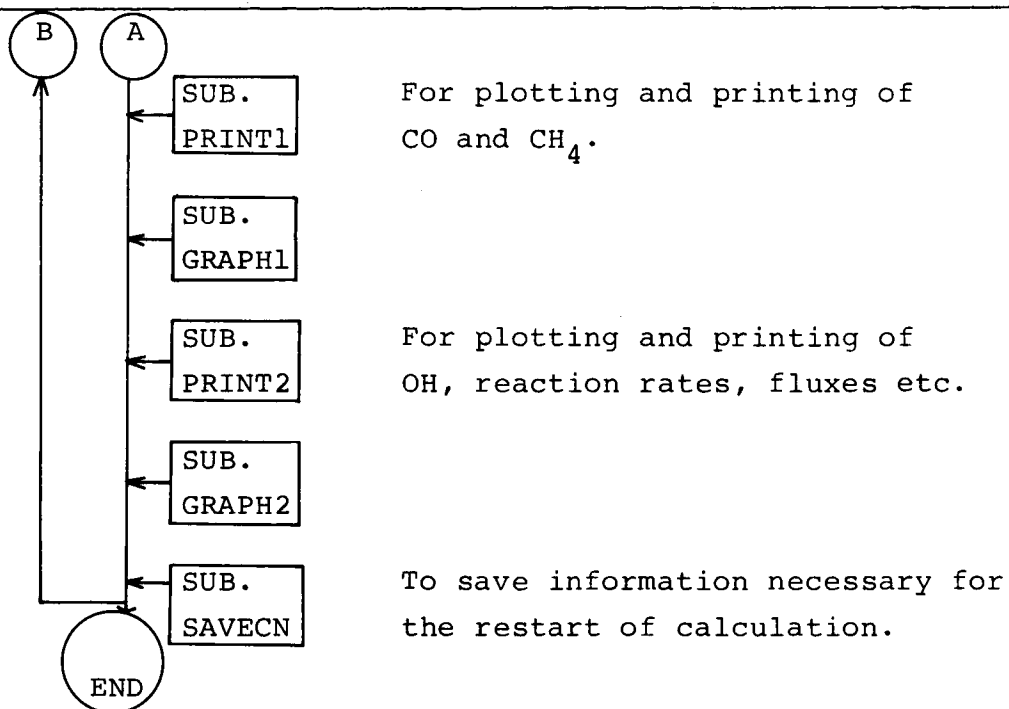 B A
SUB.
PRINT1
For plotting and printing of
CO and CH4.
SUB.
GRAPH1
SUB.
PRINT2
For plotting and printing of
OH, reaction rates, fluxes etc.
SUB.
GRAPH2
SUB.
SAVECN
To save information necessary for
the restart of calculation.
END